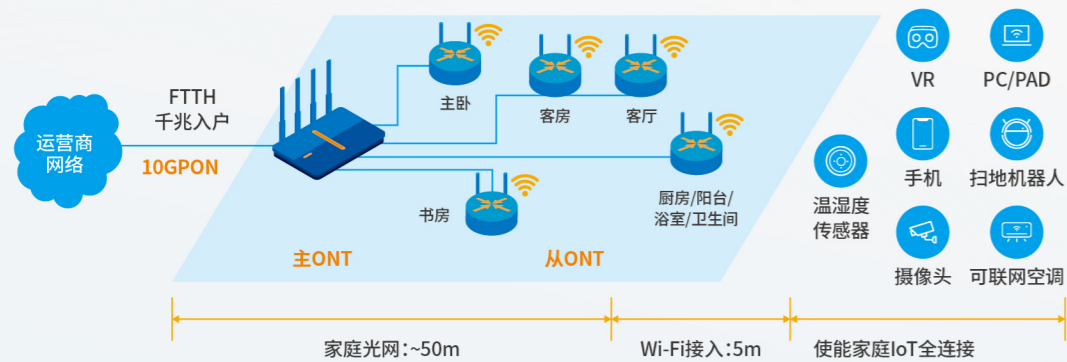 运营商
网络
FTTH
千兆入户
10GPON
主卧
客房
客厅
书房
厨房/阳台/
浴室/卫生间
主ONT
从ONT
温湿度
传感器
VR
PC/PAD
手机
扫地机器人
摄像头
可联网空调
家庭光网：~50m
Wi-Fi接入：5m
使能家庭IoT全连接